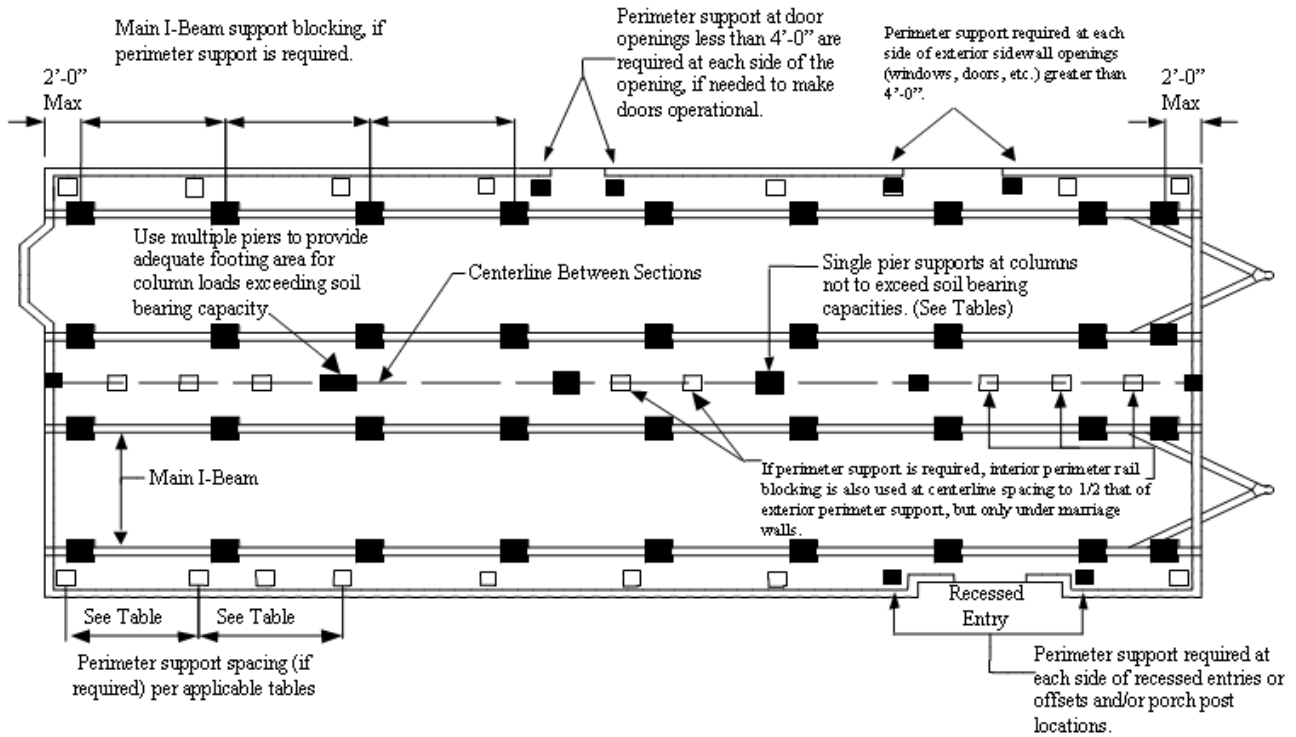 Main I-Beam support blocking, if
perimeter support is required.
Perimeter support at door
openings less than 4'-0” are
required at each side of the
opening, if needed to make
doors operational.
Perimeter support required at each
side of exterior sidewall openings
(windows, doors, etc.) greater than
4'-0”.
2'-0”
Max
2'-0”
Max
Use multiple piers to provide
adequate footing area for
column loads exceeding soil
bearing capacity
Centerline Between Sections
Single pier supports at columns
not to exceed soil bearing
capacities. (See Tables)
Main I-Beam
If perimeter support is required, interior perimeter rail
blocking is also used at centerline spacing to 1/2 that of
exterior perimeter support, but only under marriage
walls.
See Table
See Table
Recessed
Entry
Perimeter support spacing (if
required) per applicable tables
Perimeter support required at
each side of recessed entries or
offsets and/or porch post
locations.